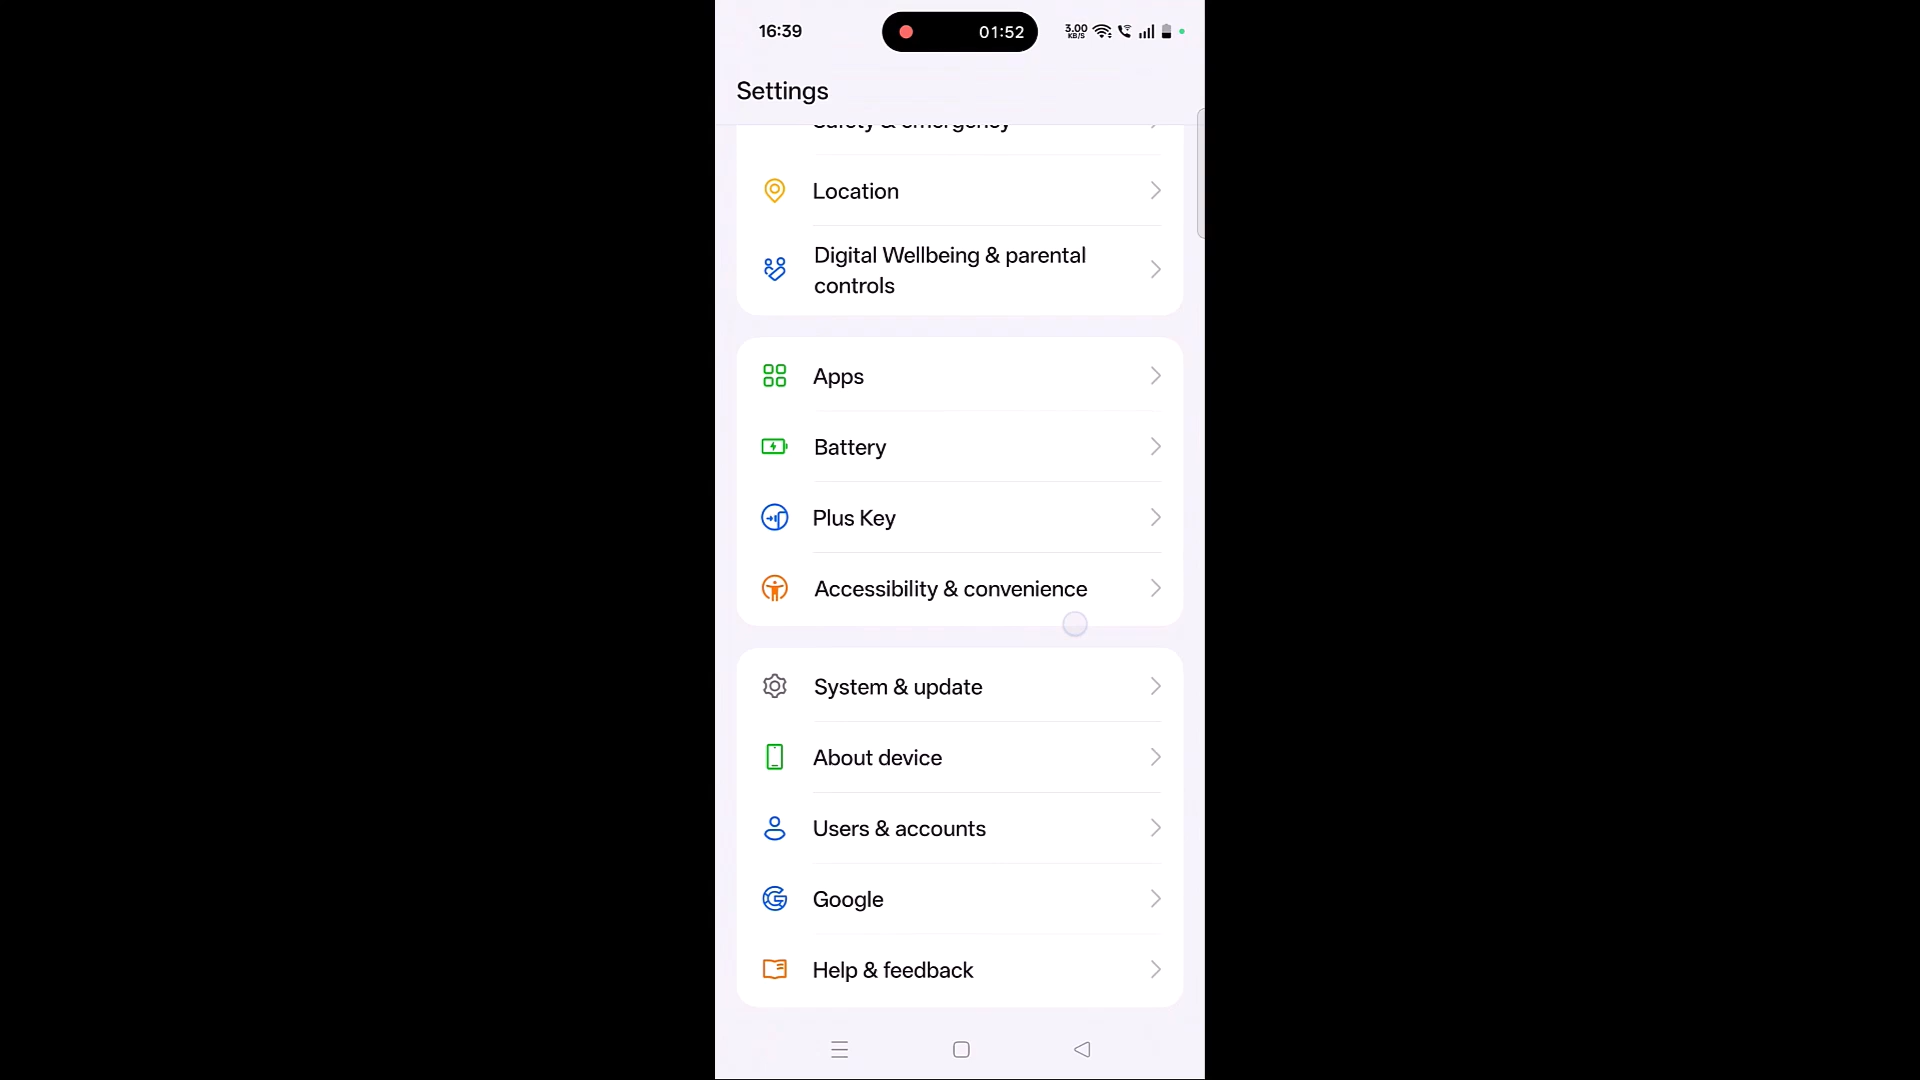 16:39
01:52
3.00
KB/S
Settings
Safety & emergency
Location
Digital Wellbeing & parental
controls
Apps
Battery
Plus Key
Accessibility & convenience
System & update
About device
Users & accounts
Google
Help & feedback